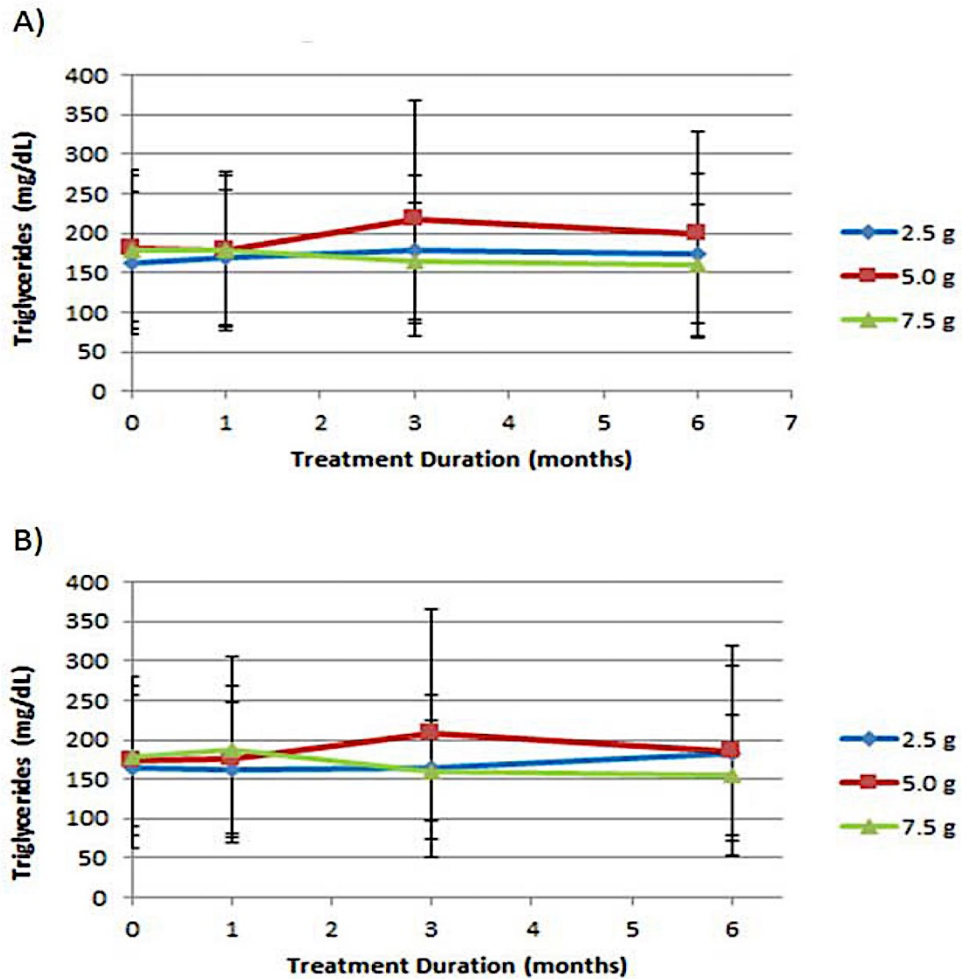 A)
Triglycerides (mg/dL)
400
350
300
250
200
150
100
50
0
0 1 2 3 4 5 6 7
Treatment Duration (months)
2.5 g
5.0 g
7.5 g
B)
Triglycerides (mg/dL)
400
350
300
250
200
150
100
50
0
0 1 2 3 4 5 6
Treatment Duration (months)
2.5 g
5.0 g
7.5 g